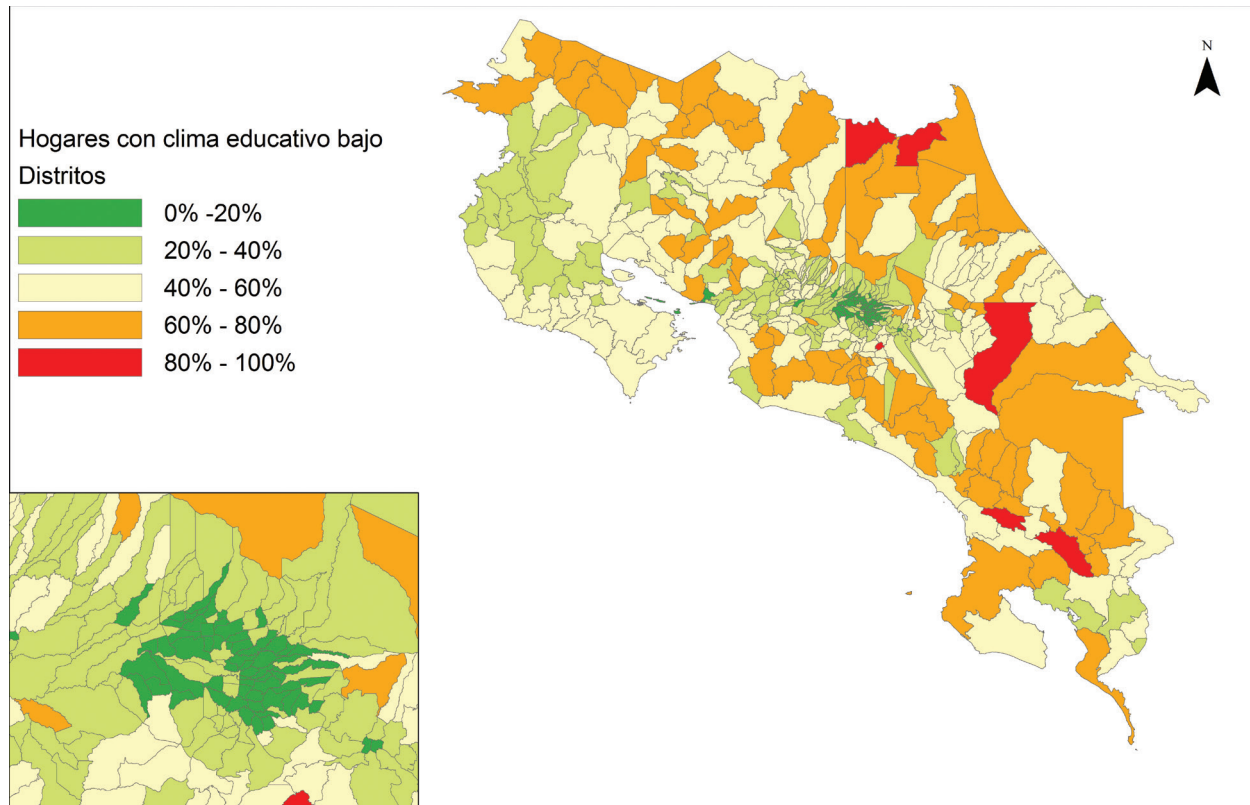 N
Hogares con clima educativo bajo
Distritos
0% -20%
20% - 40%
40% - 60%
60% - 80%
80% - 100%